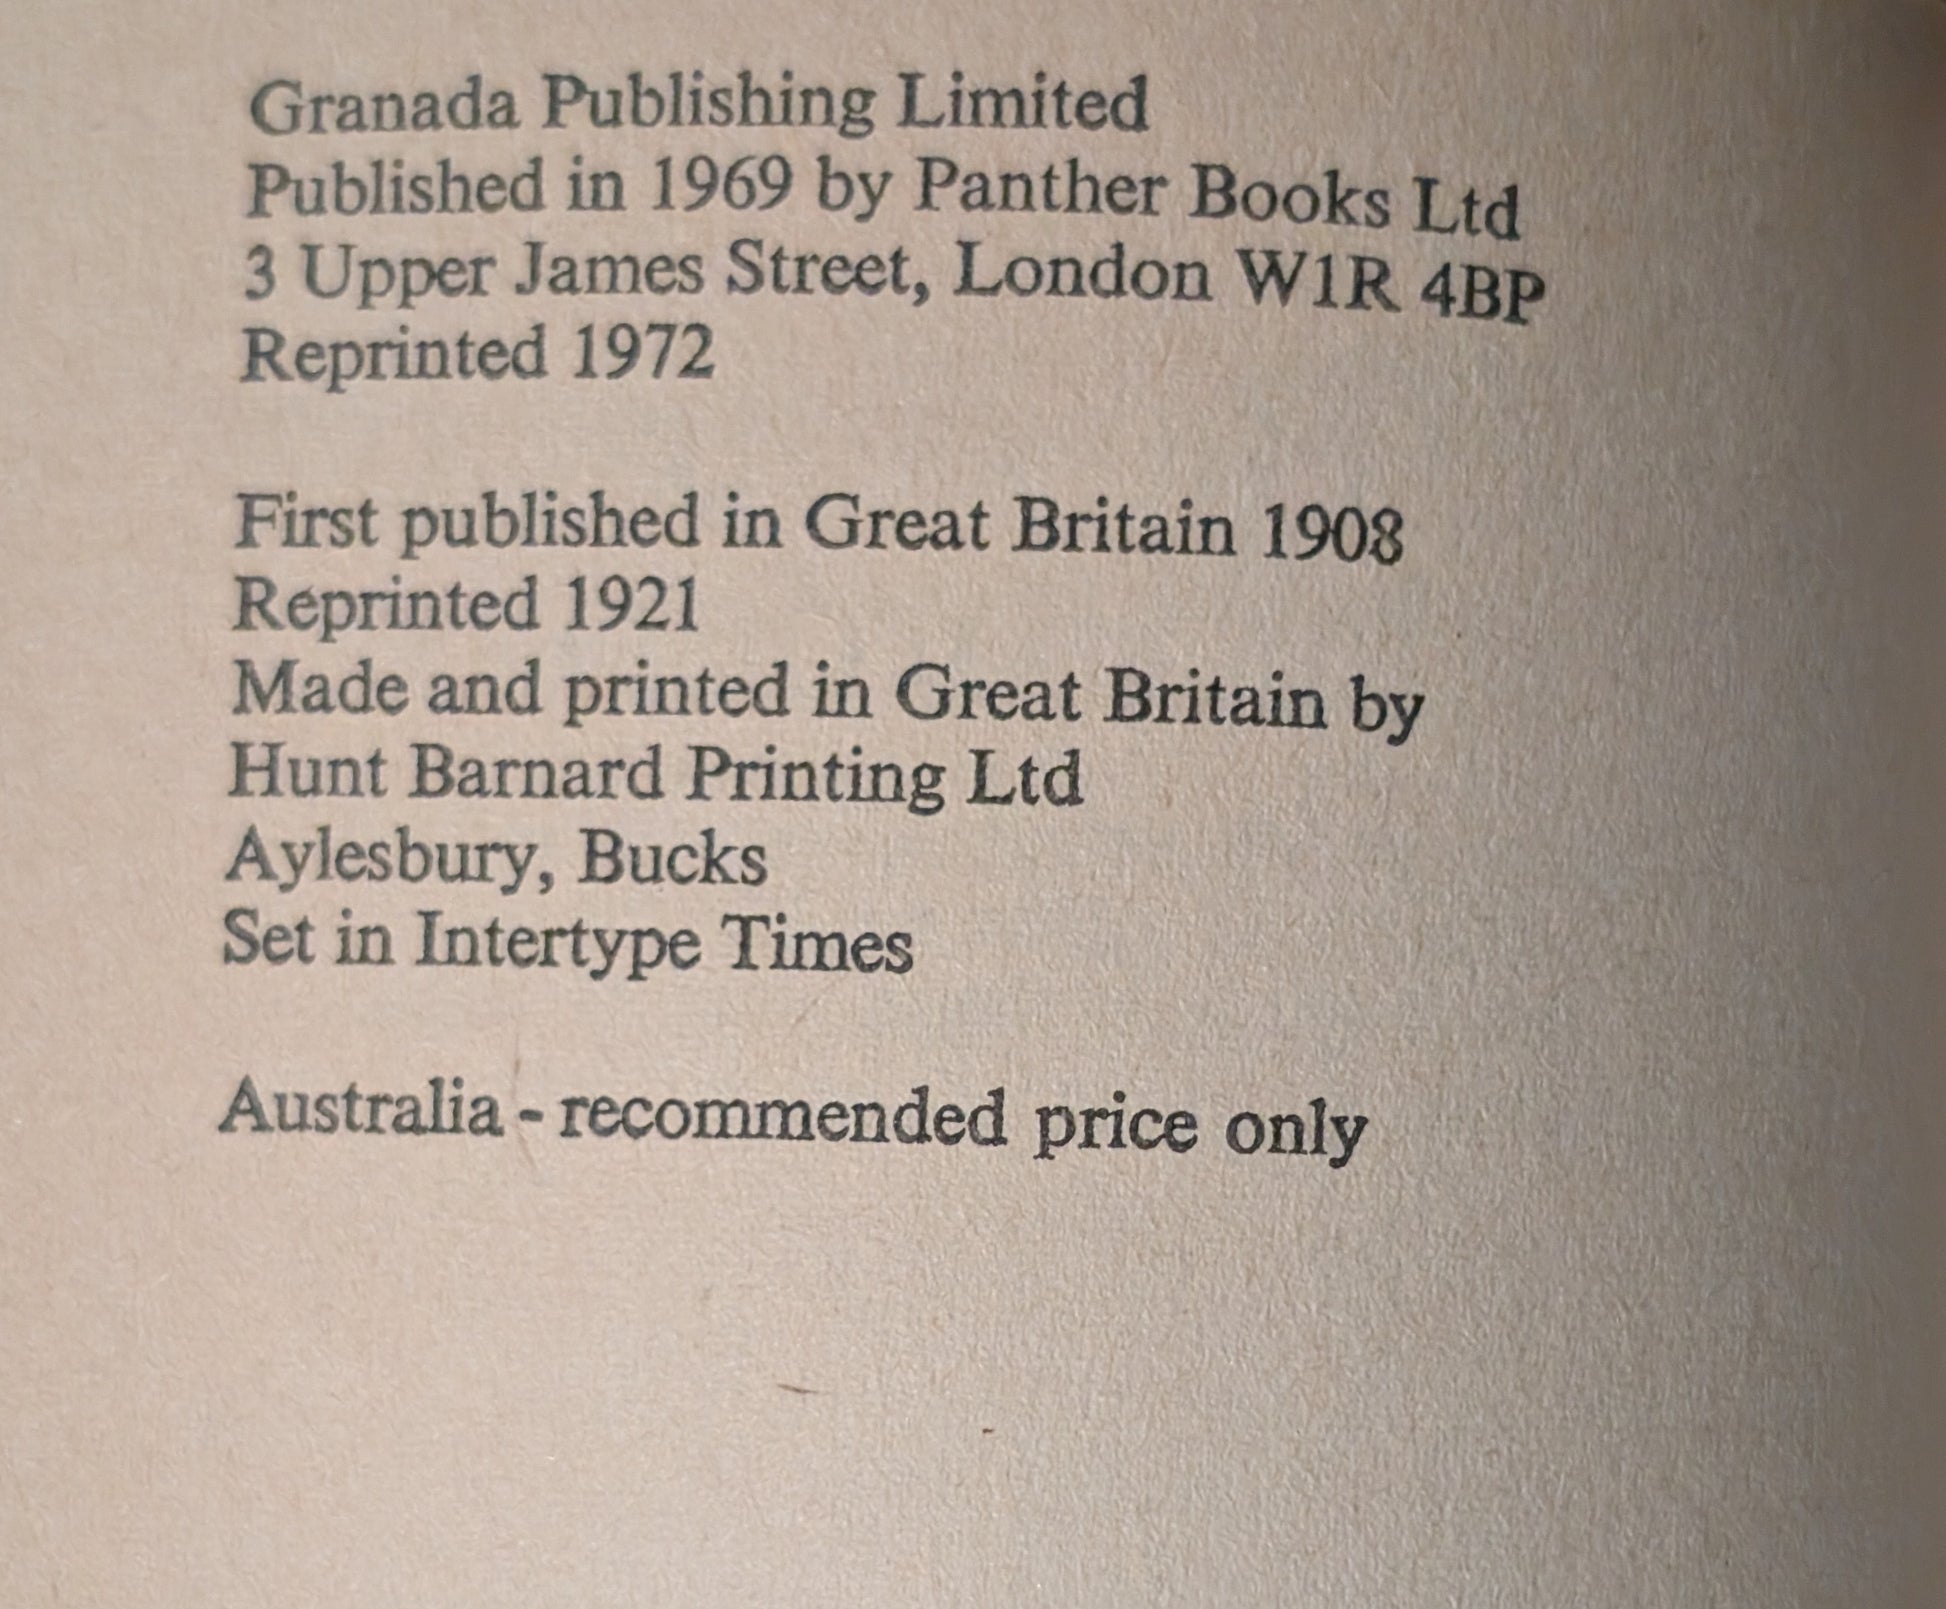 Granada Publishing Limited
Published in 1969 by Panther Books Ltd
3 Upper James Street, London W1R 4BP
Reprinted 1972
First published in Great Britain 1908
Reprinted 1921
Made and printed in Great Britain by
Hunt Barnard Printing Ltd
Aylesbury, Bucks
Set in Intertype Times
Australia - recommended price only